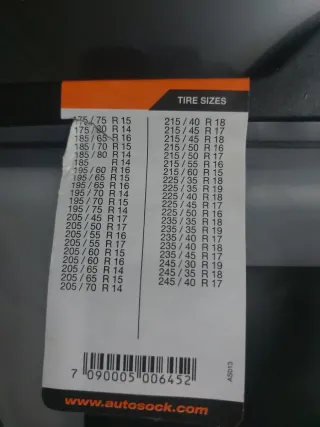 TIRE SIZES
175 / 75 R 15
175 / 80 R 14
185 / 65 R 16
185 / 70 R 15
185 / 80 R 14
185 R 14
195 / 60 R 16
195 / 65 R 15
195 / 65 R 16
195 / 70 R 14
195 / 70 R 15
195 / 75 R 14
205 / 45 R 17
205 / 50 R 17
205 / 55 R 16
205 / 55 R 17
205 / 60 R 15
205 / 60 R 16
205 / 65 R 14
205 / 65 R 15
205 / 70 R 14
215 / 40 R 18
215 / 45 R 17
215 / 45 R 18
215 / 50 R 17
215 / 55 R 16
215 / 60 R 15
225 / 35 R 18
225 / 35 R 19
225 / 40 R 18
225 / 45 R 17
225 / 50 R 16
235 / 35 R 18
235 / 40 R 17
235 / 40 R 18
235 / 45 R 17
245 / 30 R 19
245 / 35 R 18
245 / 40 R 17
7 090005 006452
AS013
www.autosock.com